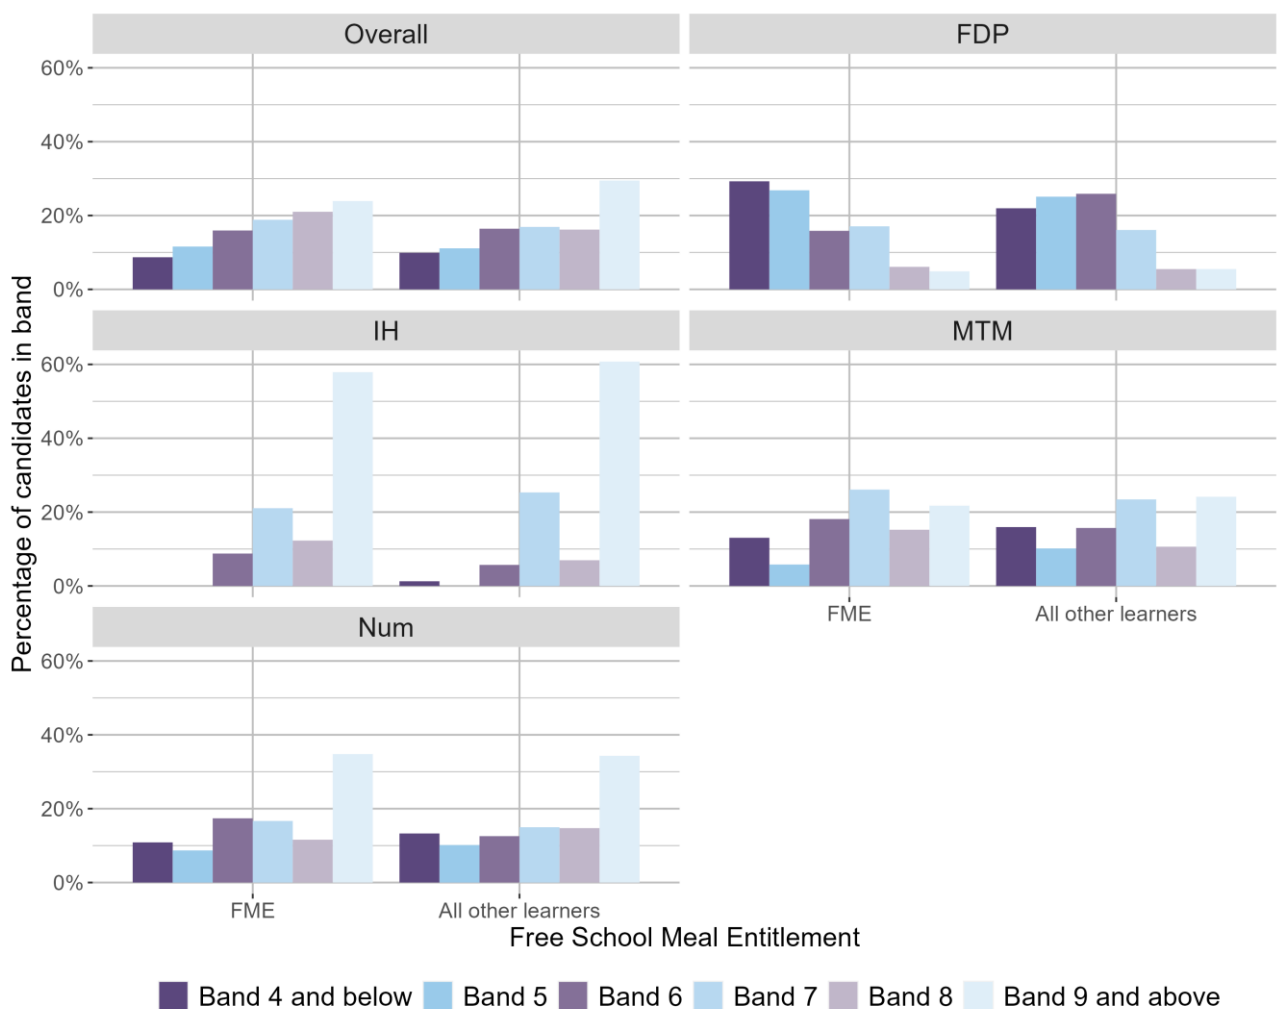 Overall
FDP
60%
40%
20%
0%
IH
MTM
60%
40%
20%
0%
FME
All other learners
Num
60%
40%
20%
0%
FME
All other learners
Percentage of candidates in band
Free School Meal Entitlement
Band 4 and below
Band 5
Band 6
Band 7
Band 8
Band 9 and above